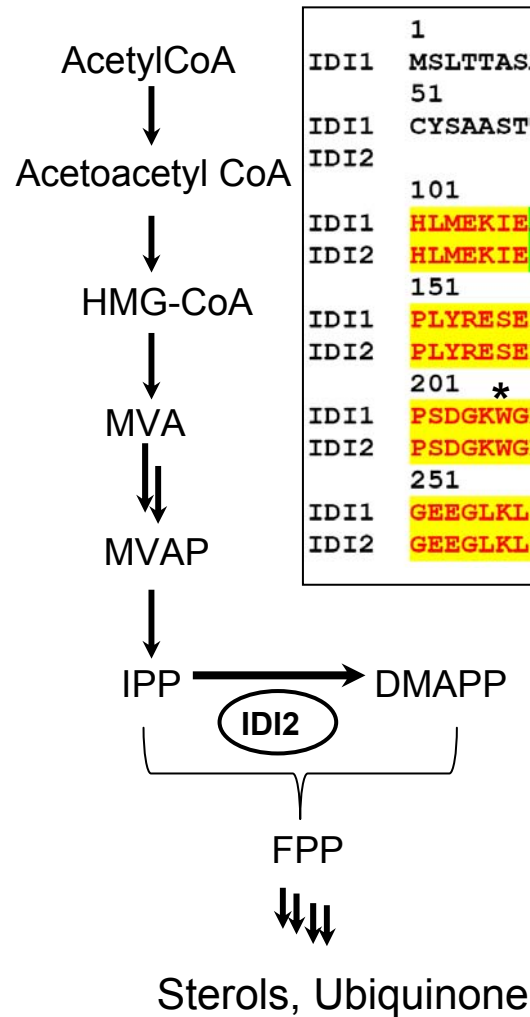 AcetylCoA
Acetoacetyl CoA
HMG-CoA
MVA
MVAP
IPP
DMAPP
IDI2
FPP
Sterols, Ubiquinone
1
IDI1 MSLTTAS
51
IDI1 CYSAAST
IDI2
101
IDI1 HLMEKIE
IDI2 HLMEKIE
151
IDI1 PLYRESE
IDI2 PLYRESE
201 *
IDI1 PSDGKWG
IDI2 PSDGKWG
251
IDI1 GEEGLKL
IDI2 GEEGLKL